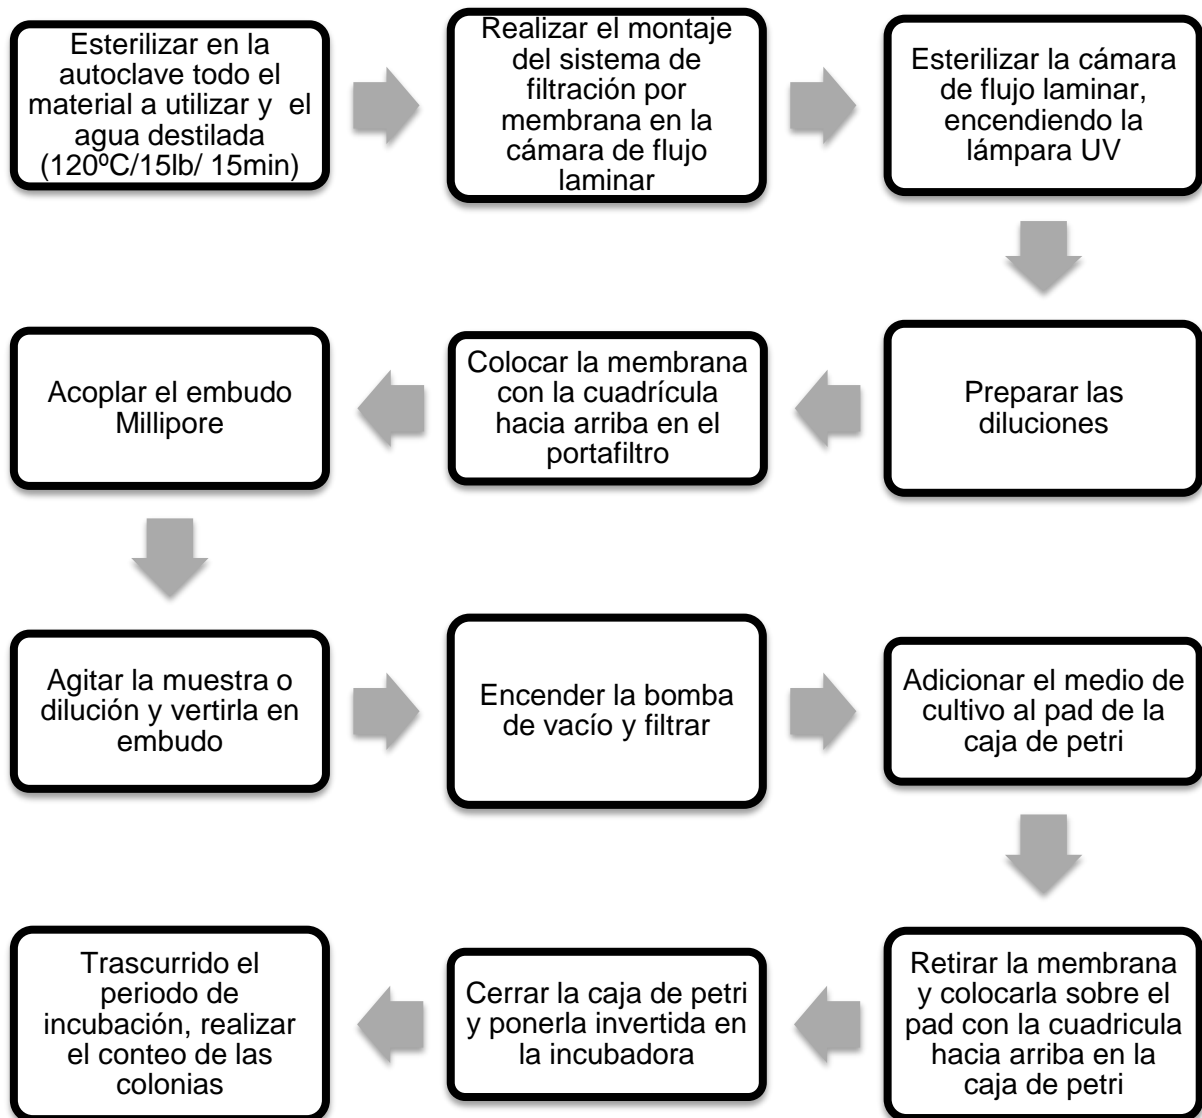 Esterilizar en la
autoclave todo el
material a utilizar y el
agua destilada
(120ºC/15lb/ 15min)
Realizar el montaje
del sistema de
filtración por
membrana en la
cámara de flujo
laminar
Esterilizar la cámara
de flujo laminar,
encendiendo la
lámpara UV
Preparar las
diluciones
Colocar la membrana
con la cuadrícula
hacia arriba en el
portafiltro
Acoplar el embudo
Millipore
Agitar la muestra o
dilución y vertirla en
embudo
Encender la bomba
de vacío y filtrar
Adicionar el medio de
cultivo al pad de la
caja de petri
Retirar la membrana
y colocarla sobre el
pad con la cuadricula
hacia arriba en la
caja de petri
Cerrar la caja de petri
y ponerla invertida en
la incubadora
Trascurrido el
periodo de
incubación, realizar
el conteo de las
colonias